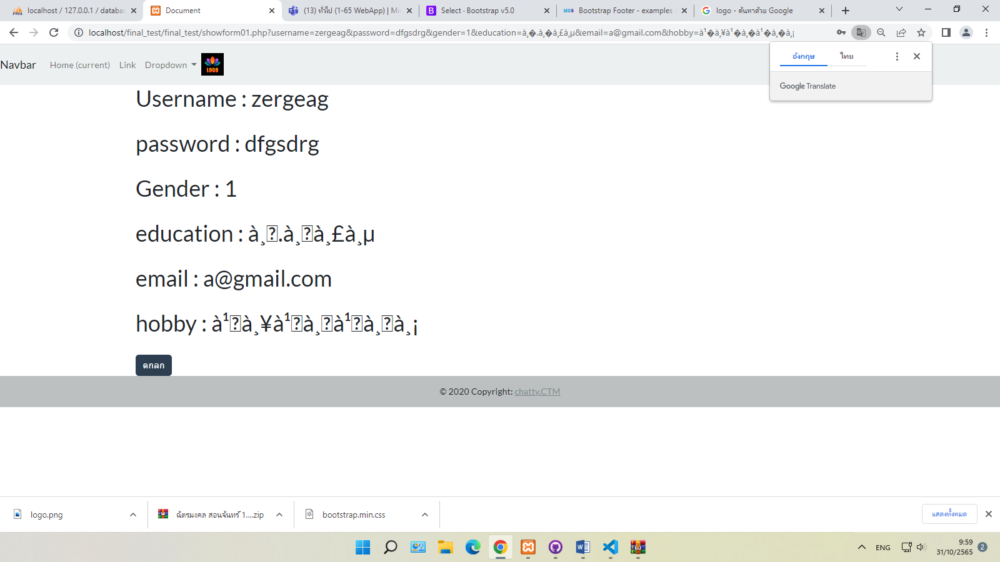 localhost / 127.0.0.1 / databas
Document
(13) ทั่วไป (1-65 WebApp) | Mic
Select · Bootstrap v5.0
Bootstrap Footer - examples
logo - ค้นหาด้วย Google
localhost/final_test/final_test/showform01.php?username=zergeag&password=dfgsdrg&gender=1&education=à¸�.à¸�à¸£à¸µ&email=a@gmail.com&hobby=à¹�à¸¥à¹�à¸�à¹�à¸�à¸¡
อังกฤษ
ไทย
Google Translate
Navbar
Home (current)
Link
Dropdown
LOGO
Username : zergeag
password : dfgsdrg
Gender : 1
education : à¸�.à¸�à¸£à¸µ
email : a@gmail.com
hobby : à¹�à¸¥à¹�à¸�à¹�à¸�à¸¡
ตกลก
© 2020 Copyright: chatty.CTM
logo.png
ฉัตรมงคล สอนจันทร์ 1....zip
bootstrap.min.css
แสดงทั้งหมด
ENG
9:59
31/10/2565
2